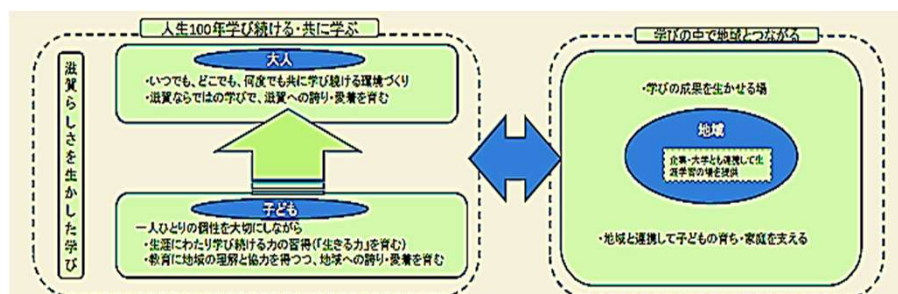 人生100年学び続ける・共に学ぶ
滋賀らしさを生かした学び
大人
・いつでも、どこでも、何度でも共に学び続ける環境づくり
・滋賀ならではの学びで、滋賀への誇り・愛着を育む
子ども
一人ひとりの個性を大切にしながら
・生涯にわたり学び続ける力の習得(「生きる力」を育む)
・教育に地域の理解と協力を得つつ、地域への誇り・愛着を育む
学びの中で地域とつながる
・学びの成果を生かせる場
地域
企業・大学とも連携して生
涯学習の場を提供
・地域と連携して子どもの育ち・家庭を支える